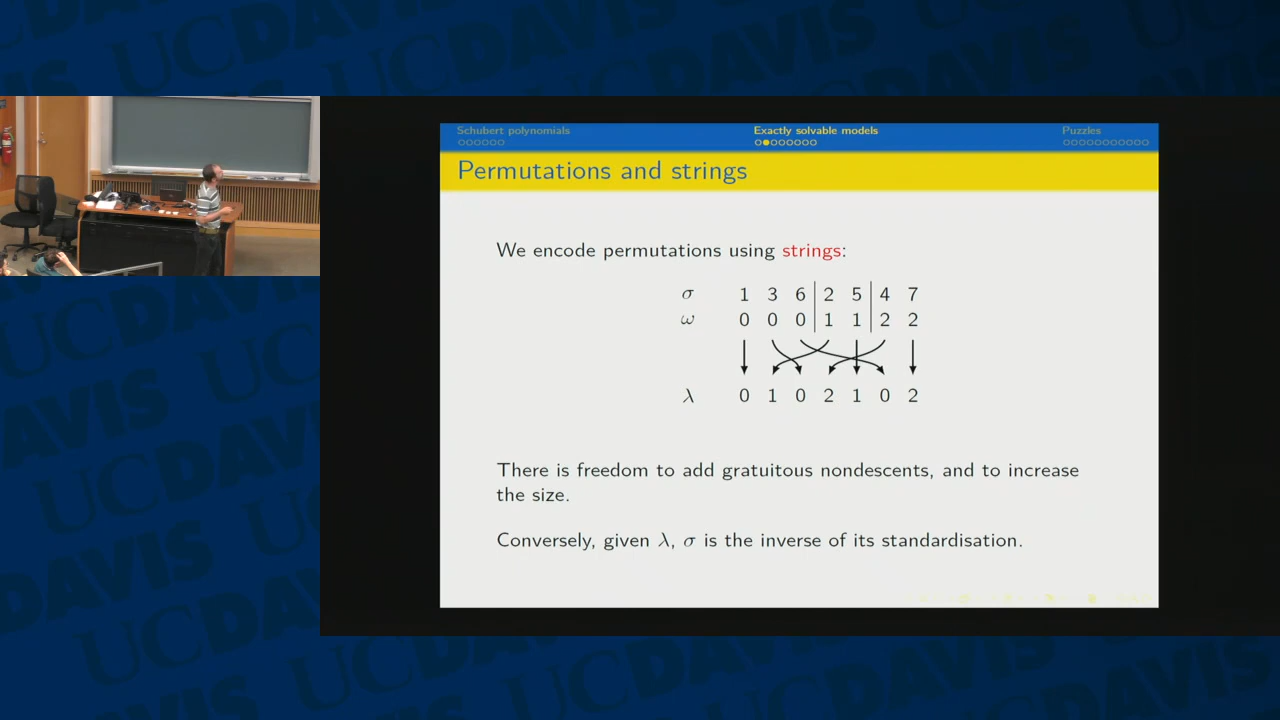 UCDAVIS
Schubert polynomials
Exactly solvable models
Puzzles
Permutations and strings
We encode permutations using strings:
σ 1 3 6 | 2 5 | 4 7
ω 0 0 0 | 1 1 | 2 2
λ 0 1 0 2 1 0 2
There is freedom to add gratuitous nondescents, and to increase
the size.
Conversely, given λ, σ is the inverse of its standardisation.